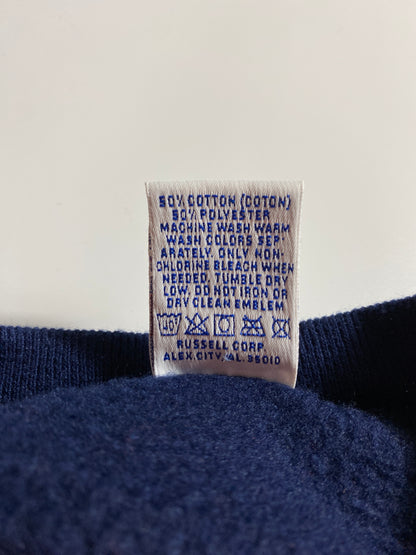 50% COTTON (COTON)
50% POLYESTER
MACHINE WASH WARM
WASH COLORS SEP-
ARATELY. ONLY NON-
CHLORINE BLEACH WHEN
NEEDED. TUMBLE DRY
LOW. DO NOT IRON OR
DRY CLEAN EMBLEM
40
RUSSELL CORP.
ALEX. CITY, AL. 35010